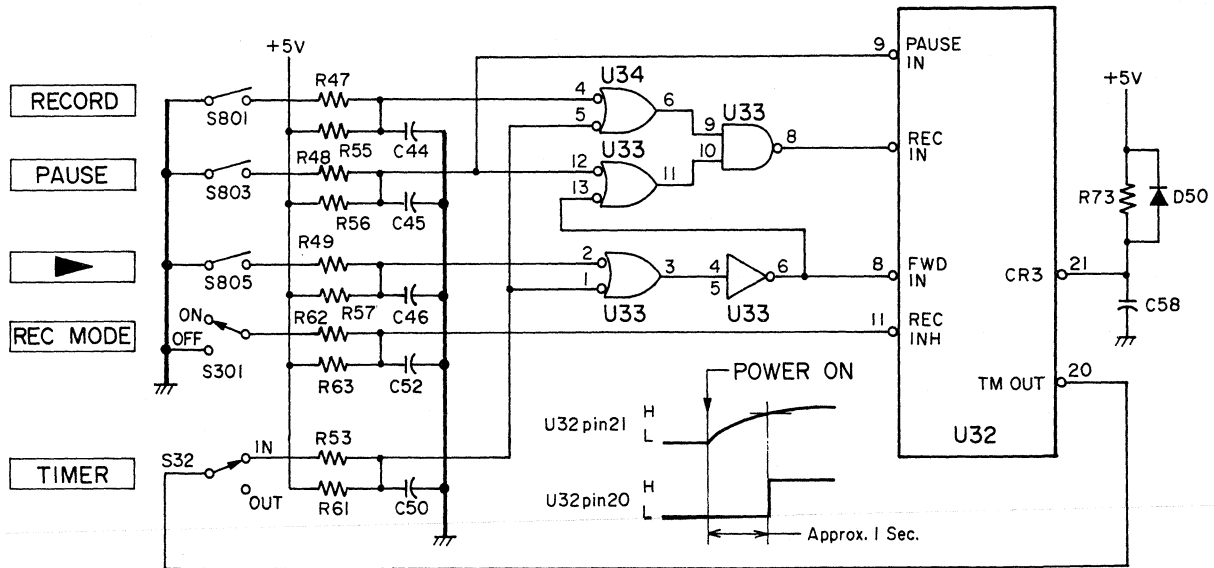 +5V
9
PAUSE
IN
RECORD
S801
R47
R55
C44
4
5
U34
6
9
10
U33
8
REC
IN
+5V
R73
D50
PAUSE
S803
R48
R56
C45
12
13
U33
11
S805
R49
R57
C46
2
1
U33
3
4
5
U33
6
8
FWD
IN
CR3
21
C58
REC MODE
ON
OFF
S301
R62
R63
C52
11
REC
INH
TM OUT
20
U32
POWER ON
U32pin21
H
L
U32pin20
H
L
Approx. 1 Sec.
TIMER
S32
IN
OUT
R53
R61
C50